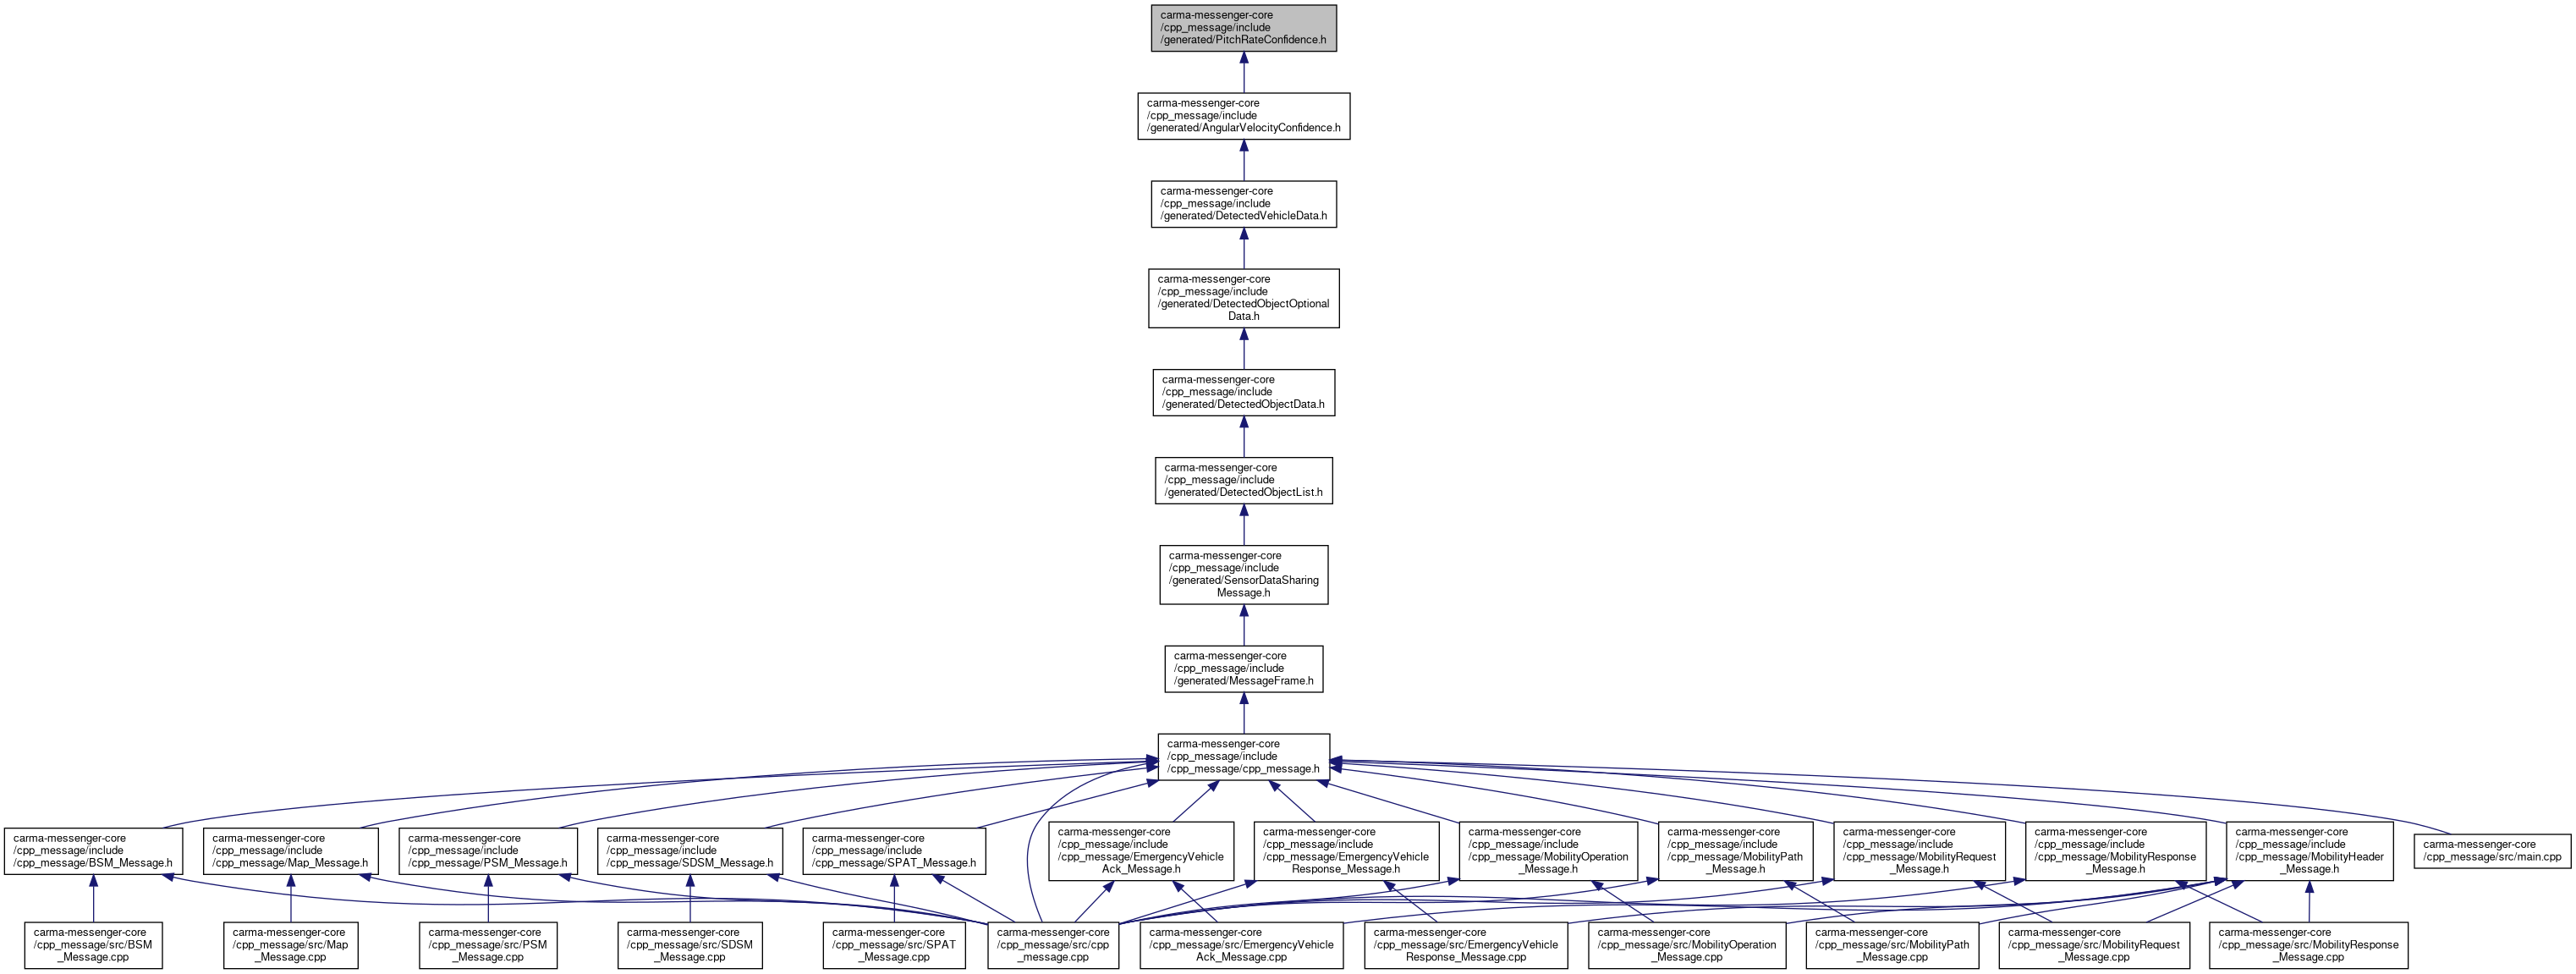 carma-messenger-core
/cpp_message/include
/generated/PitchRateConfidence.h
carma-messenger-core
/cpp_message/include
/generated/AngularVelocityConfidence.h
carma-messenger-core
/cpp_message/include
/generated/DetectedVehicleData.h
carma-messenger-core
/cpp_message/include
/generated/DetectedObjectOptional
Data.h
carma-messenger-core
/cpp_message/include
/generated/DetectedObjectData.h
carma-messenger-core
/cpp_message/include
/generated/DetectedObjectList.h
carma-messenger-core
/cpp_message/include
/generated/SensorDataSharing
Message.h
carma-messenger-core
/cpp_message/include
/generated/MessageFrame.h
carma-messenger-core
/cpp_message/include
/cpp_message/cpp_message.h
carma-messenger-core
/cpp_message/include
/cpp_message/BSM_Message.h
carma-messenger-core
/cpp_message/include
/cpp_message/Map_Message.h
carma-messenger-core
/cpp_message/include
/cpp_message/PSM_Message.h
carma-messenger-core
/cpp_message/include
/cpp_message/SDSM_Message.h
carma-messenger-core
/cpp_message/include
/cpp_message/SPAT_Message.h
carma-messenger-core
/cpp_message/include
/cpp_message/EmergencyVehicle
Ack_Message.h
carma-messenger-core
/cpp_message/include
/cpp_message/EmergencyVehicle
Response_Message.h
carma-messenger-core
/cpp_message/include
/cpp_message/MobilityOperation
_Message.h
carma-messenger-core
/cpp_message/include
/cpp_message/MobilityPath
_Message.h
carma-messenger-core
/cpp_message/include
/cpp_message/MobilityRequest
_Message.h
carma-messenger-core
/cpp_message/include
/cpp_message/MobilityResponse
_Message.h
carma-messenger-core
/cpp_message/include
/cpp_message/MobilityHeader
_Message.h
carma-messenger-core
/cpp_message/src/main.cpp
carma-messenger-core
/cpp_message/src/BSM
_Message.cpp
carma-messenger-core
/cpp_message/src/Map
_Message.cpp
carma-messenger-core
/cpp_message/src/PSM
_Message.cpp
carma-messenger-core
/cpp_message/src/SDSM
_Message.cpp
carma-messenger-core
/cpp_message/src/SPAT
_Message.cpp
carma-messenger-core
/cpp_message/src/cpp
_message.cpp
carma-messenger-core
/cpp_message/src/EmergencyVehicle
Ack_Message.cpp
carma-messenger-core
/cpp_message/src/EmergencyVehicle
Response_Message.cpp
carma-messenger-core
/cpp_message/src/MobilityOperation
_Message.cpp
carma-messenger-core
/cpp_message/src/MobilityPath
_Message.cpp
carma-messenger-core
/cpp_message/src/MobilityRequest
_Message.cpp
carma-messenger-core
/cpp_message/src/MobilityResponse
_Message.cpp